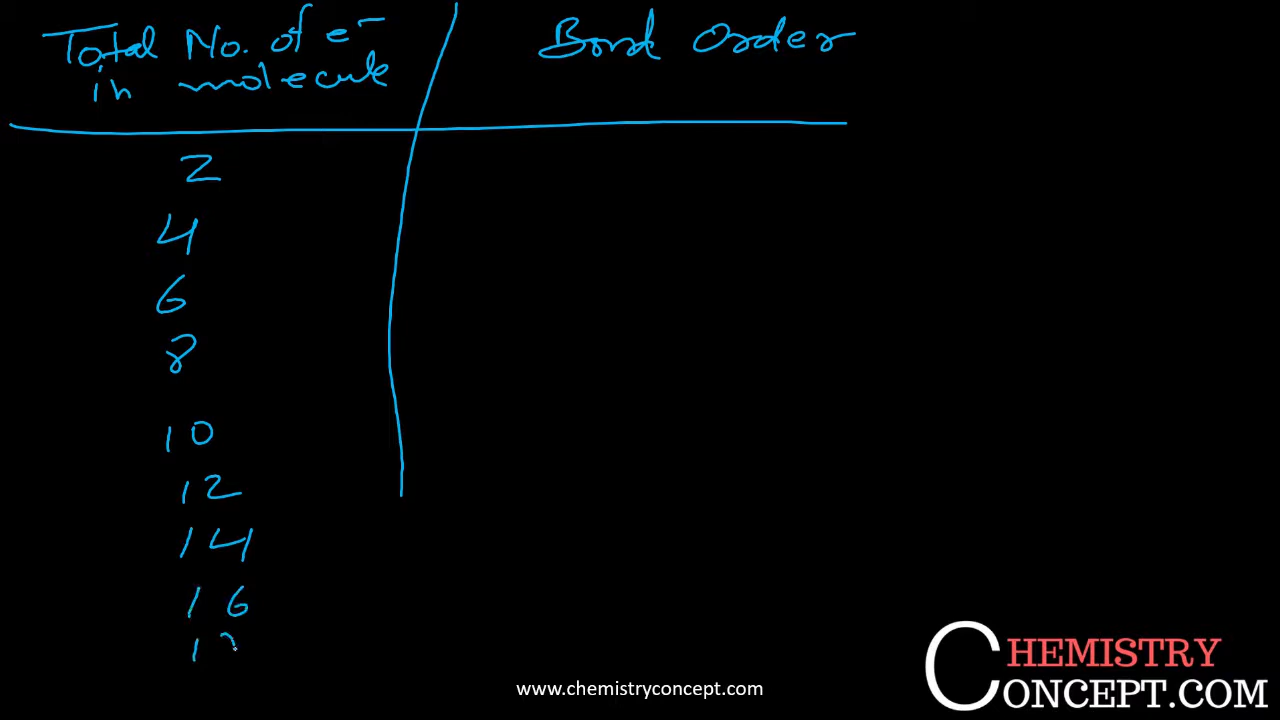 Total No. of e⁻ Bond Order
in molecule
2
4
6
8
10
12
14
16
1
CHEMISTRY
CONCEPT.COM
www.chemistryconcept.com